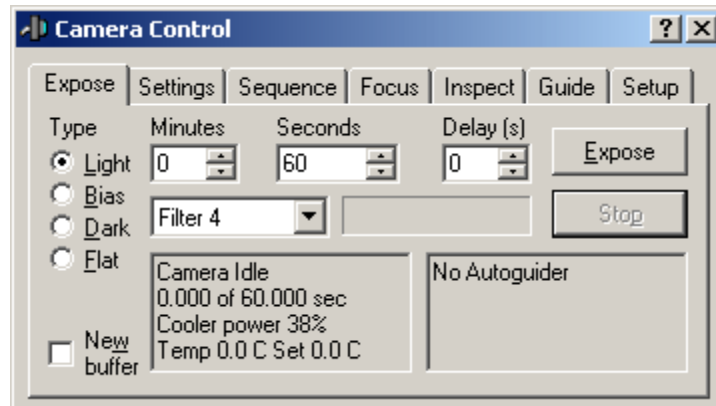 Camera Control
Expose Settings Sequence Focus Inspect Guide Setup
Type Minutes Seconds Delay (s)
Light 0 60 0 Expose
Bias
Dark Filter 4 Stop
Flat
Camera Idle
0.000 of 60.000 sec
Cooler power 38%
Temp 0.0 C Set 0.0 C
No Autoguider
New
buffer